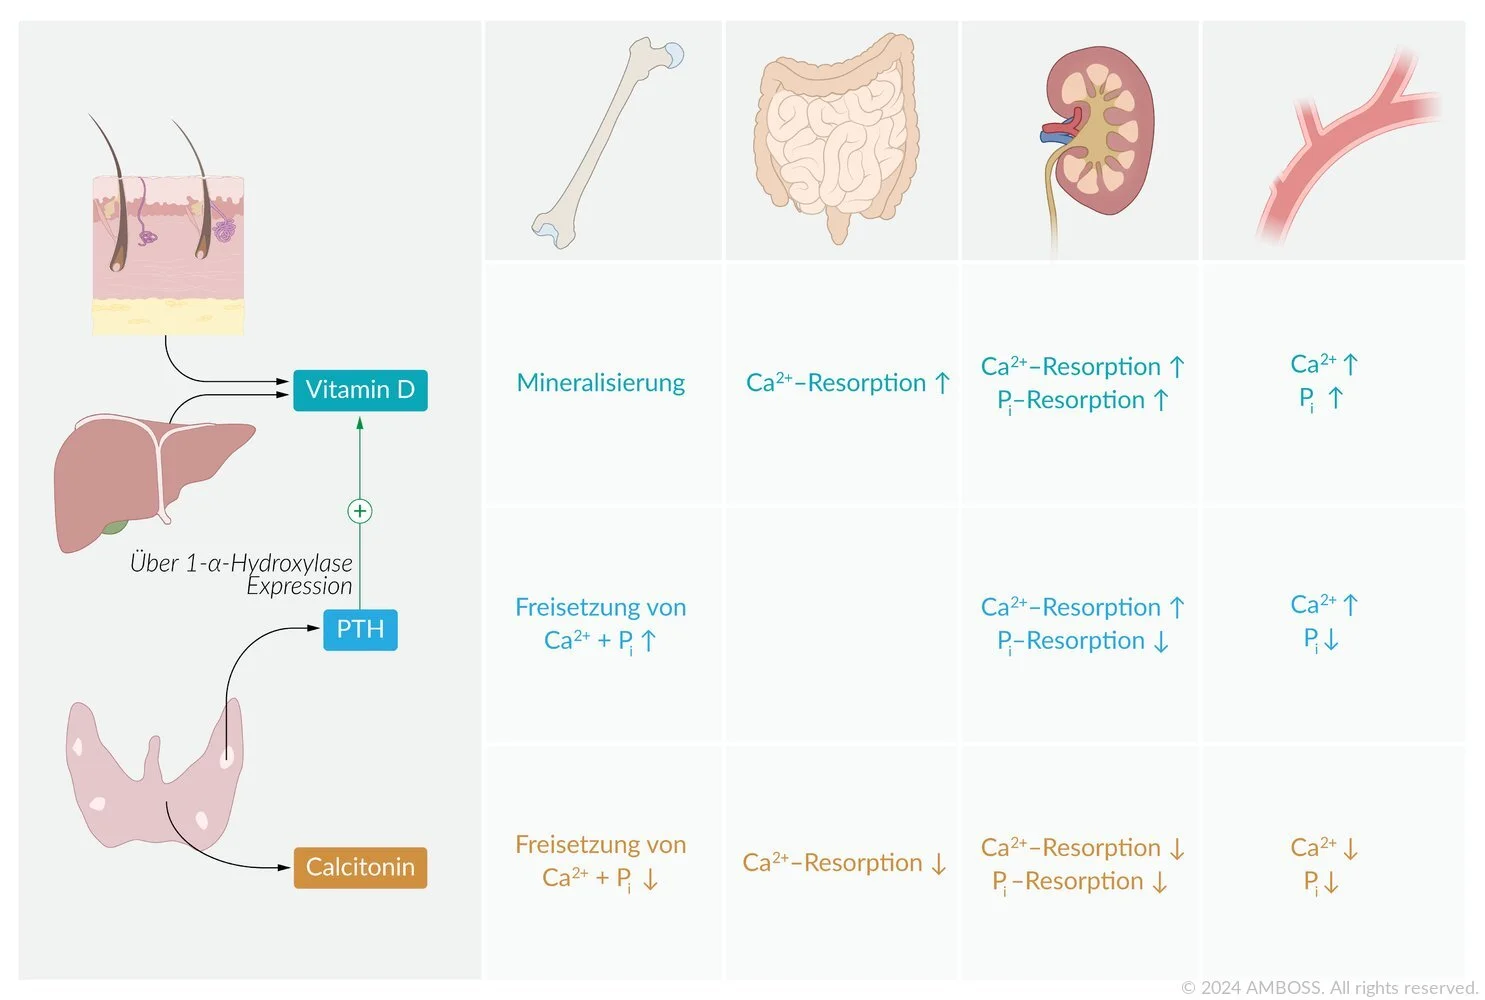 Vitamin D
Mineralisierung
Ca²⁺–Resorption ↑
Ca²⁺–Resorption ↑
Pᵢ–Resorption ↑
Ca²⁺ ↑
Pᵢ ↑
+
Über 1-α-Hydroxylase
Expression
PTH
Freisetzung von
Ca²⁺ + Pᵢ ↑
Ca²⁺–Resorption ↑
Pᵢ–Resorption ↓
Ca²⁺ ↑
Pᵢ ↓
Calcitonin
Freisetzung von
Ca²⁺ + Pᵢ ↓
Ca²⁺–Resorption ↓
Ca²⁺–Resorption ↓
Pᵢ–Resorption ↓
Ca²⁺ ↓
Pᵢ ↓
© 2024 AMBOSS. All rights reserved.